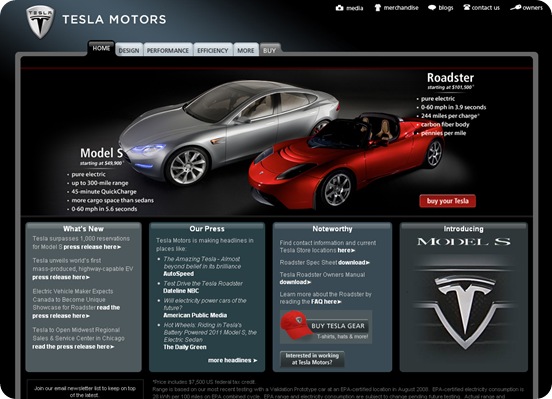 TESLA
TESLA MOTORS
media
merchandise
blogs
contact us
owners
HOME
DESIGN
PERFORMANCE
EFFICIENCY
MORE
BUY
Roadster
starting at $101,500*
• pure electric
• 0-60 mph in 3.9 seconds
• 244 miles per charge*
• carbon fiber body
• pennies per mile
Model S
starting at $49,900*
• pure electric
• up to 300-mile range
• 45-minute QuickCharge
• more cargo space than sedans
• 0-60 mph in 5.6 seconds
buy your Tesla
What's New
Tesla surpasses 1,000 reservations
for Model S press release here
Tesla unveils world's first
mass-produced, highway-capable EV
press release here
Electric Vehicle Maker Expects
Canada to Become Unique
Showcase for Roadster read the
press release here
Tesla to Open Midwest Regional
Sales & Service Center in Chicago
read the press release here
Our Press
Tesla Motors is making headlines in
places like:
• The Amazing Tesla - Almost
beyond belief in its brilliance
AutoSpeed
• Test Drive the Tesla Roadster
Dateline NBC
• Will electricity power cars of the
future?
American Public Media
• Hot Wheels: Riding in Tesla's
Battery Powered 2011 Model S, the
Electric Sedan
The Daily Green
more headlines
Noteworthy
Find contact information and current
Tesla Store locations here
Roadster Spec Sheet download
Tesla Roadster Owners Manual
download
Learn more about the Roadster by
reading the FAQ here
BUY TESLA GEAR
T-shirts, hats & more!
Interested in working
at Tesla Motors?
Introducing
MODEL S
Join our email newsletter list to keep on top
of the latest.
*Price includes $7,500 US federal tax credit.
Range is based on our most recent testing with a Validation Prototype car at an EPA-certified location in August 2008. EPA-certified electricity consumption is